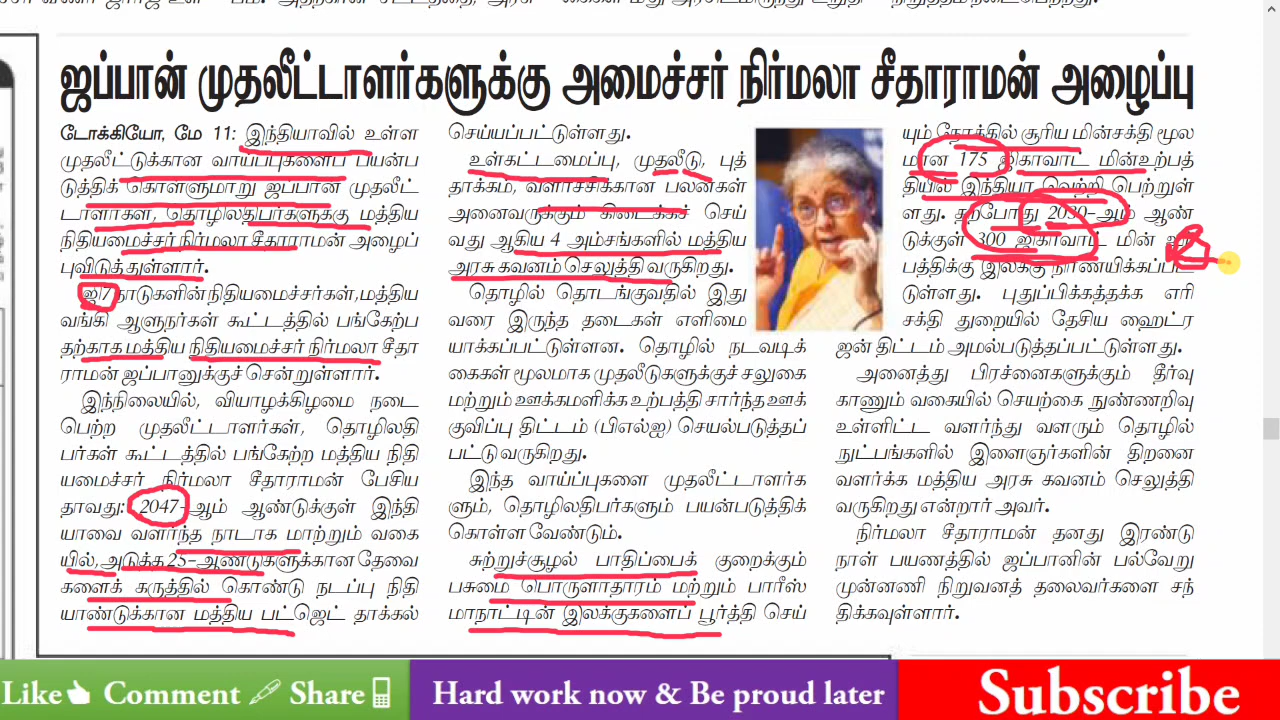 ஜப்பான் முதலீட்டாளர்களுக்கு அமைச்சர் நிர்மலா சீதாராமன் அழைப்பு
டோக்கியோ, மே 11: இந்தியாவில் உள்ள
முதலீட்டுக்கான வாய்ப்புகளைப் பயன்ப
டுத்திக் கொள்ளுமாறு ஜப்பான் முதலீட்
டாளர்கள், தொழிலதிபர்களுக்கு மத்திய
நிதியமைச்சர் நிர்மலா சீதாராமன் அழைப்
புவிடுத்துள்ளார்.
ஜி7 நாடுகளின் நிதியமைச்சர்கள், மத்திய
வங்கி ஆளுநர்கள் கூட்டத்தில் பங்கேற்ப
தற்காக மத்திய நிதியமைச்சர் நிர்மலா சீதா
ராமன் ஜப்பானுக்குச் சென்றுள்ளார்.
இந்நிலையில், வியாழக்கிழமை நடை
பெற்ற முதலீட்டாளர்கள், தொழிலதி
பர்கள் கூட்டத்தில் பங்கேற்ற மத்திய நிதி
யமைச்சர் நிர்மலா சீதாராமன் பேசிய
தாவது: 2047-ஆம் ஆண்டுக்குள் இந்தி
யாவை வளர்ந்த நாடாக மாற்றும் வகை
யில், அடுத்த 25-ஆண்டுகளுக்கான தேவை
களைக் கருத்தில் கொண்டு நடப்பு நிதி
யாண்டுக்கான மத்திய பட்ஜெட் தாக்கல்
செய்யப்பட்டுள்ளது.
உள்கட்டமைப்பு, முதலீடு, புத்
தாக்கம், வளர்ச்சிக்கான பலன்கள்
அனைவருக்கும் கிடைக்கச் செய்
வது ஆகிய 4 அம்சங்களில் மத்திய
அரசு கவனம் செலுத்தி வருகிறது.
தொழில் தொடங்குவதில் இது
வரை இருந்த தடைகள் எளிமை
யாக்கப்பட்டுள்ளன. தொழில் நடவடிக்
கைகள் மூலமாக முதலீடுகளுக்குச் சலுகை
மற்றும் ஊக்கமளிக்க உற்பத்தி சார்ந்த ஊக்
குவிப்பு திட்டம் (பிஎல்ஐ) செயல்படுத்தப்
பட்டு வருகிறது.
இந்த வாய்ப்புகளை முதலீட்டாளர்க
ளும், தொழிலதிபர்களும் பயன்படுத்திக்
கொள்ள வேண்டும்.
சுற்றுச்சூழல் பாதிப்பைக் குறைக்கும்
பசுமை பொருளாதாரம் மற்றும் பாரீஸ்
மாநாட்டின் இலக்குகளைப் பூர்த்தி செய்
யும் நோக்கில் சூரிய மின்சக்தி மூல
மான 175 ஜிகாவாட் மின்உற்பத்
தியில் இந்தியா வெற்றி பெற்றுள்
ளது. தற்போது 2030-ஆம் ஆண்
டுக்குள் 300 ஜிகாவாட் மின்
பத்திக்கு இலக்கு நிர்ணயிக்கப்பட்
டுள்ளது. புதுப்பிக்கத்தக்க எரி
சக்தி துறையில் தேசிய ஹைட்ர
ஜன் திட்டம் அமல்படுத்தப்பட்டுள்ளது.
அனைத்து பிரச்னைகளுக்கும் தீர்வு
காணும் வகையில் செயற்கை நுண்ணறிவு
உள்ளிட்ட வளர்ந்து வளரும் தொழில்
நுட்பங்களில் இளைஞர்களின் திறனை
வளர்க்க மத்திய அரசு கவனம் செலுத்தி
வருகிறது என்றார் அவர்.
நிர்மலா சீதாராமன் தனது இரண்டு
நாள் பயணத்தில் ஜப்பானின் பல்வேறு
முன்னணி நிறுவனத் தலைவர்களை சந்
திக்கவுள்ளார்.
Like Comment Share
Hard work now & Be proud later
Subscribe